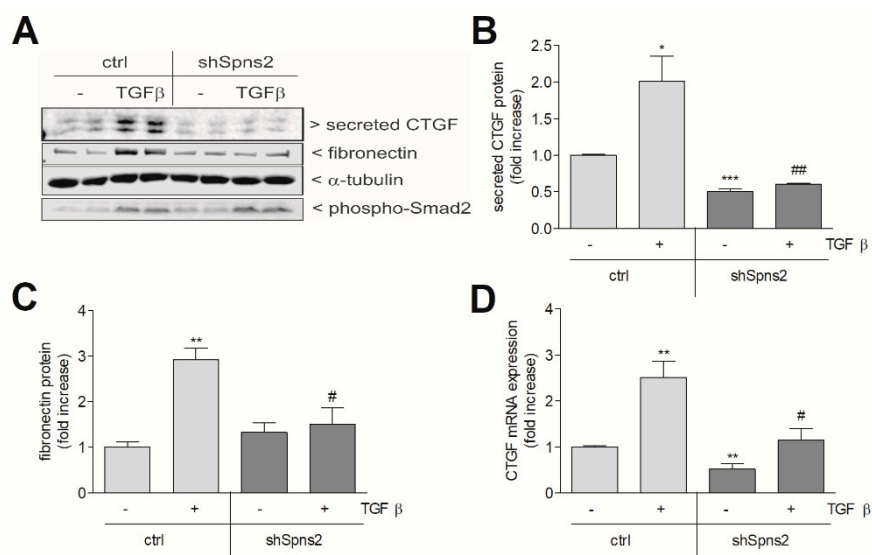 A
ctrl shSpns2
- TGFβ - TGFβ
> secreted CTGF
< fibronectin
< α-tubulin
< phospho-Smad2
B
secreted CTGF protein
(fold increase)
2.5
2.0
1.5
1.0
0.5
0.0
*
***
##
- + - + TGF β
ctrl shSpns2
C
fibronectin protein
(fold increase)
4
3
2
1
0
**
#
- + - + TGF β
ctrl shSpns2
D
CTGF mRNA expression
(fold increase)
4
3
2
1
0
**
**
#
- + - + TGF β
ctrl shSpns2